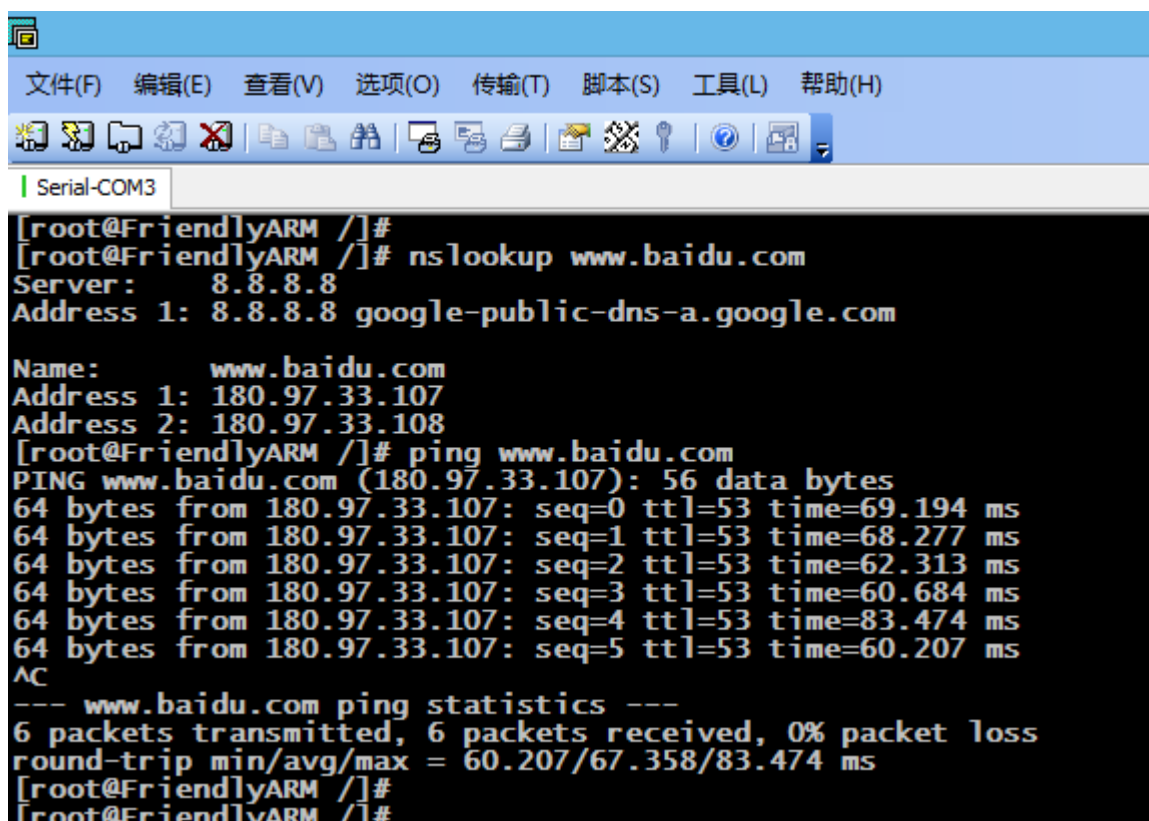 文件(F) 编辑(E) 查看(V) 选项(O) 传输(T) 脚本(S) 工具(L) 帮助(H)
Serial-COM3
[root@FriendlyARM /]#
[root@FriendlyARM /]# nslookup www.baidu.com
Server:    8.8.8.8
Address 1: 8.8.8.8 google-public-dns-a.google.com
Name:      www.baidu.com
Address 1: 180.97.33.107
Address 2: 180.97.33.108
[root@FriendlyARM /]# ping www.baidu.com
PING www.baidu.com (180.97.33.107): 56 data bytes
64 bytes from 180.97.33.107: seq=0 ttl=53 time=69.194 ms
64 bytes from 180.97.33.107: seq=1 ttl=53 time=68.277 ms
64 bytes from 180.97.33.107: seq=2 ttl=53 time=62.313 ms
64 bytes from 180.97.33.107: seq=3 ttl=53 time=60.684 ms
64 bytes from 180.97.33.107: seq=4 ttl=53 time=83.474 ms
64 bytes from 180.97.33.107: seq=5 ttl=53 time=60.207 ms
^C
--- www.baidu.com ping statistics ---
6 packets transmitted, 6 packets received, 0% packet loss
round-trip min/avg/max = 60.207/67.358/83.474 ms
[root@FriendlyARM /]#
[root@FriendlyARM /]#